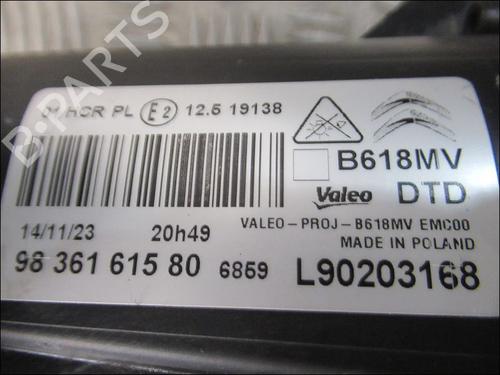 HCR PL E2 12.5 19138
B618MV
Valeo DTD
14/11/23 20h49
VALEO-PROJ-B618MV EMC00
MADE IN POLAND
98 361 615 80 6859 L90203168
B-PARTS